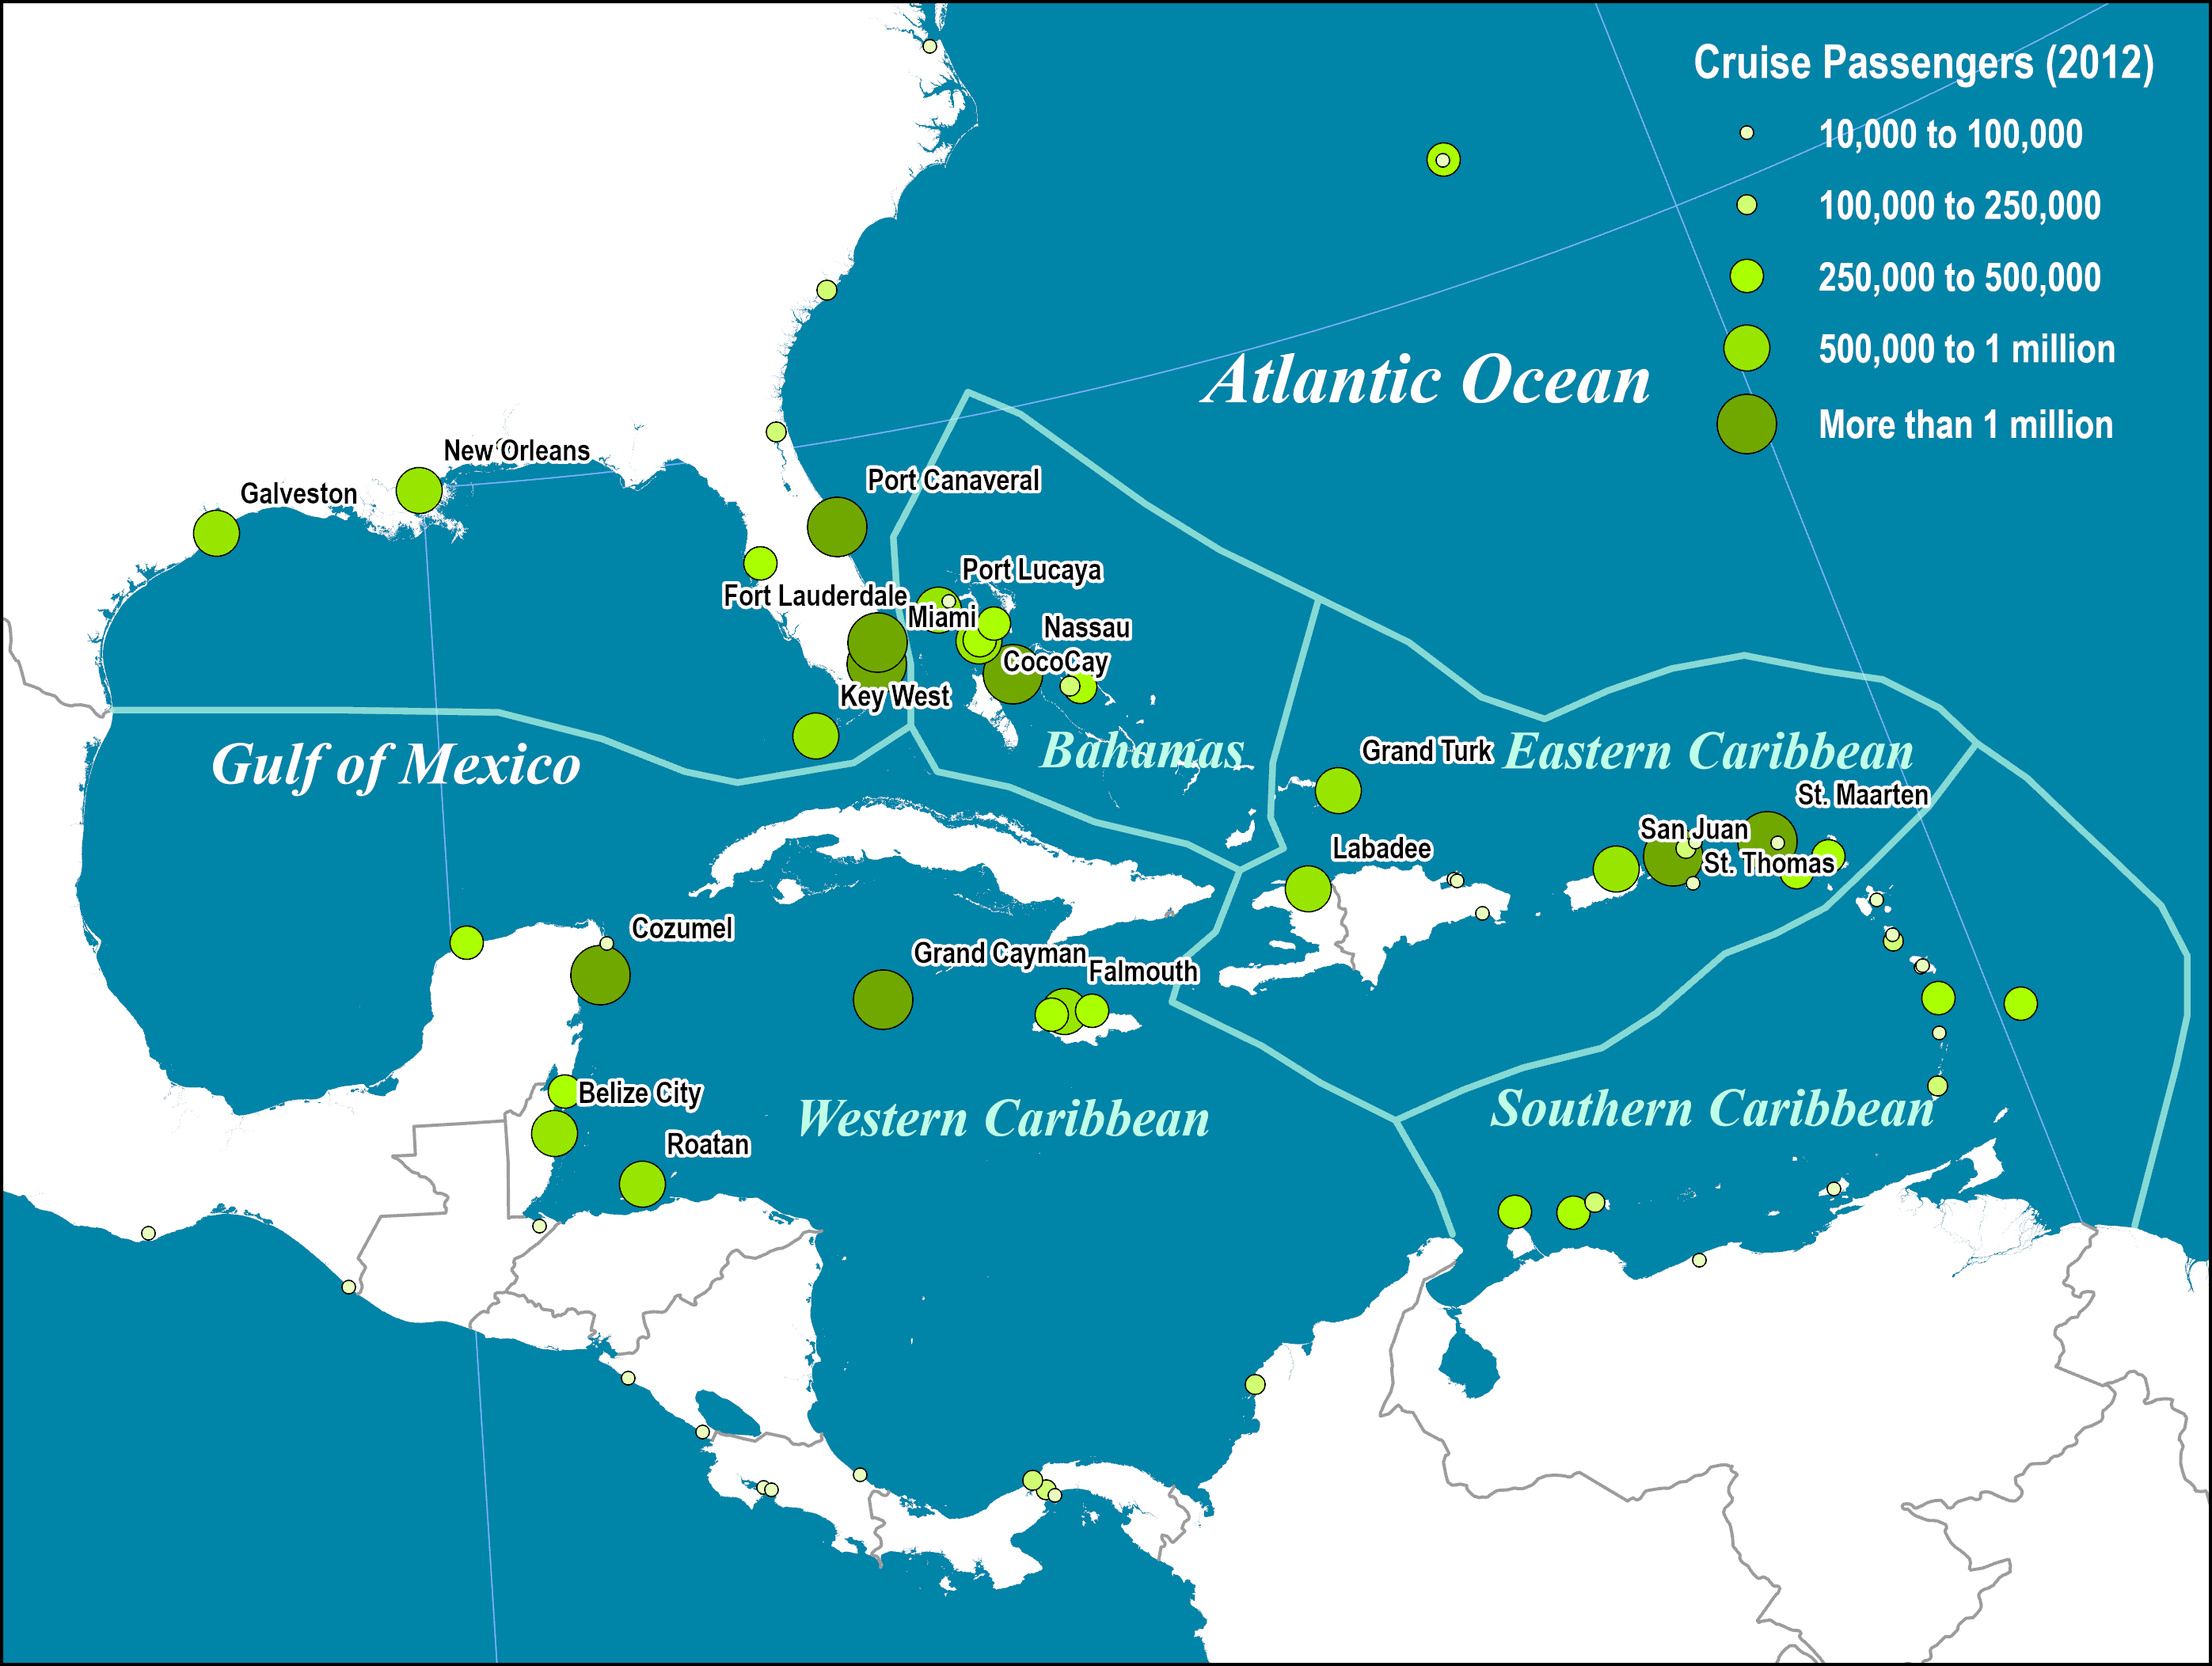 Cruise Passengers (2012)
10,000 to 100,000
100,000 to 250,000
250,000 to 500,000
500,000 to 1 million
More than 1 million
Atlantic Ocean
New Orleans
Galveston
Port Canaveral
Port Lucaya
Fort Lauderdale
Miami
Nassau
CocoCay
Key West
Gulf of Mexico
Bahamas
Grand Turk
Eastern Caribbean
St. Maarten
San Juan
St. Thomas
Labadee
Cozumel
Grand Cayman
Falmouth
Belize City
Western Caribbean
Southern Caribbean
Roatan